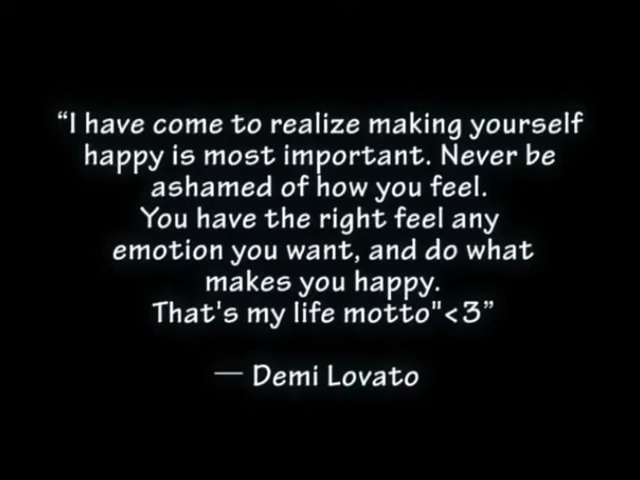 “I have come to realize making yourself
happy is most important. Never be
ashamed of how you feel.
You have the right feel any
emotion you want, and do what
makes you happy.
That's my life motto"<3”
— Demi Lovato